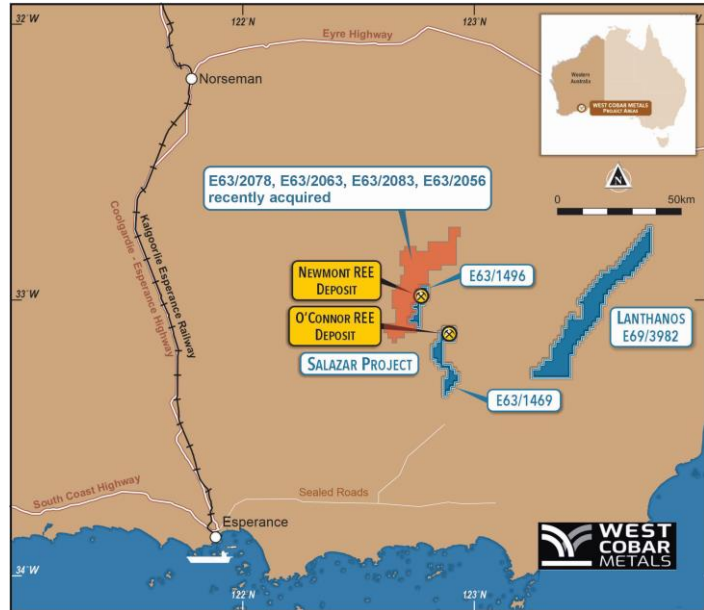 32°W
122°N
123°N
Eyre Highway
Norseman
Western
Australia
WEST COBAR METALS
PROJECT AREAS
N
0
50km
E63/2078, E63/2063, E63/2083, E63/2056
recently acquired
Coolgardie - Esperance Highway
Kalgoorlie Esperance Railway
NEWMONT REE
DEPOSIT
E63/1496
33°W
O'CONNOR REE
DEPOSIT
LANTHANOS
E69/3982
SALAZAR PROJECT
E63/1469
South Coast Highway
Sealed Roads
Esperance
WEST
COBAR
METALS
34°W
122°N
123°N